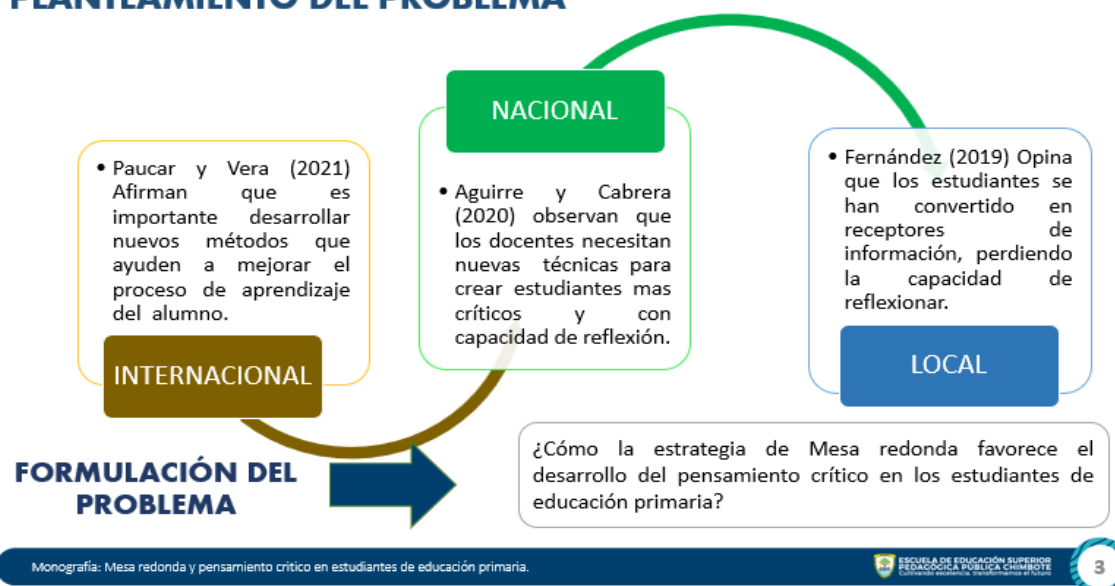 PLANTEAMIENTO DEL PROBLEMA
NACIONAL
• Paucar y Vera (2021)
Afirman que es
importante desarrollar
nuevos métodos que
ayuden a mejorar el
proceso de aprendizaje
del alumno.
INTERNACIONAL
• Aguirre y Cabrera
(2020) observan que
los docentes necesitan
nuevas técnicas para
crear estudiantes mas
críticos y con
capacidad de reflexión.
• Fernández (2019) Opina
que los estudiantes se
han convertido en
receptores de
información, perdiendo
la capacidad de
reflexionar.
LOCAL
FORMULACIÓN DEL
PROBLEMA
¿Cómo la estrategia de Mesa redonda favorece el
desarrollo del pensamiento crítico en los estudiantes de
educación primaria?
Monografía: Mesa redonda y pensamiento critico en estudiantes de educación primaria.
ESCUELA DE EDUCACIÓN SUPERIOR
PEDAGÓGICA PÚBLICA CHIMBOTE
Cultivando excelencia, transformamos el futuro
3